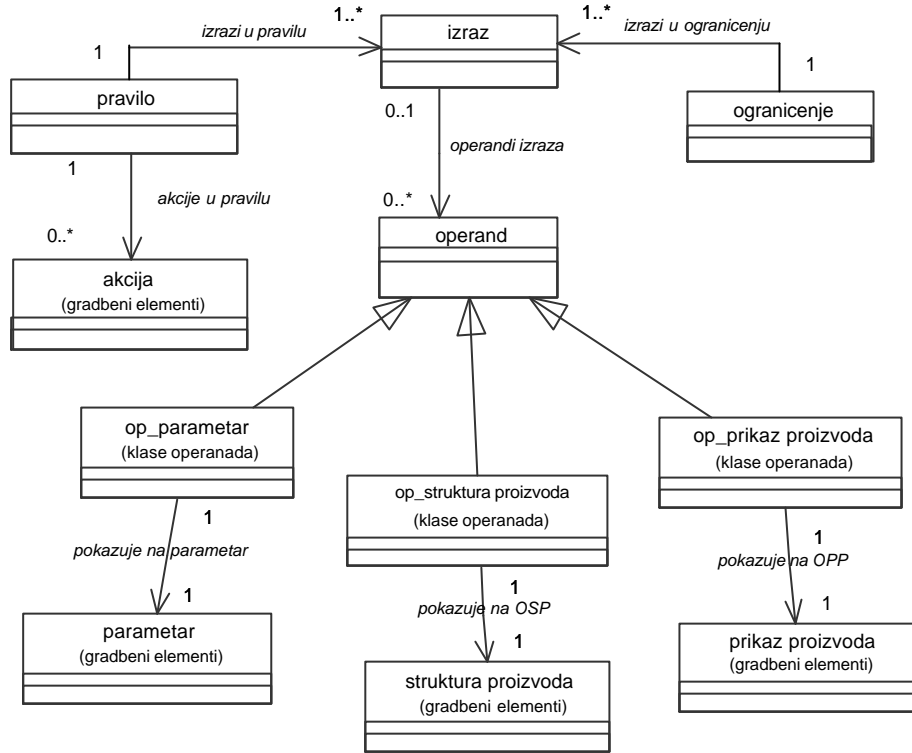 1..*
izraz
1..*
izrazi u pravilu
izrazi u ogranicenju
1
1
pravilo
ogranicenje
0..1
1
operandi izraza
akcije u pravilu
0..*
0..*
operand
akcija
(gradbeni elementi)
op_parametar
(klase operanada)
op_prikaz proizvoda
(klase operanada)
op_struktura proizvoda
(klase operanada)
1
pokazuje na parametar
1
pokazuje na OPP
1
pokazuje na OSP
1
1
parametar
(gradbeni elementi)
1
prikaz proizvoda
(gradbeni elementi)
struktura proizvoda
(gradbeni elementi)